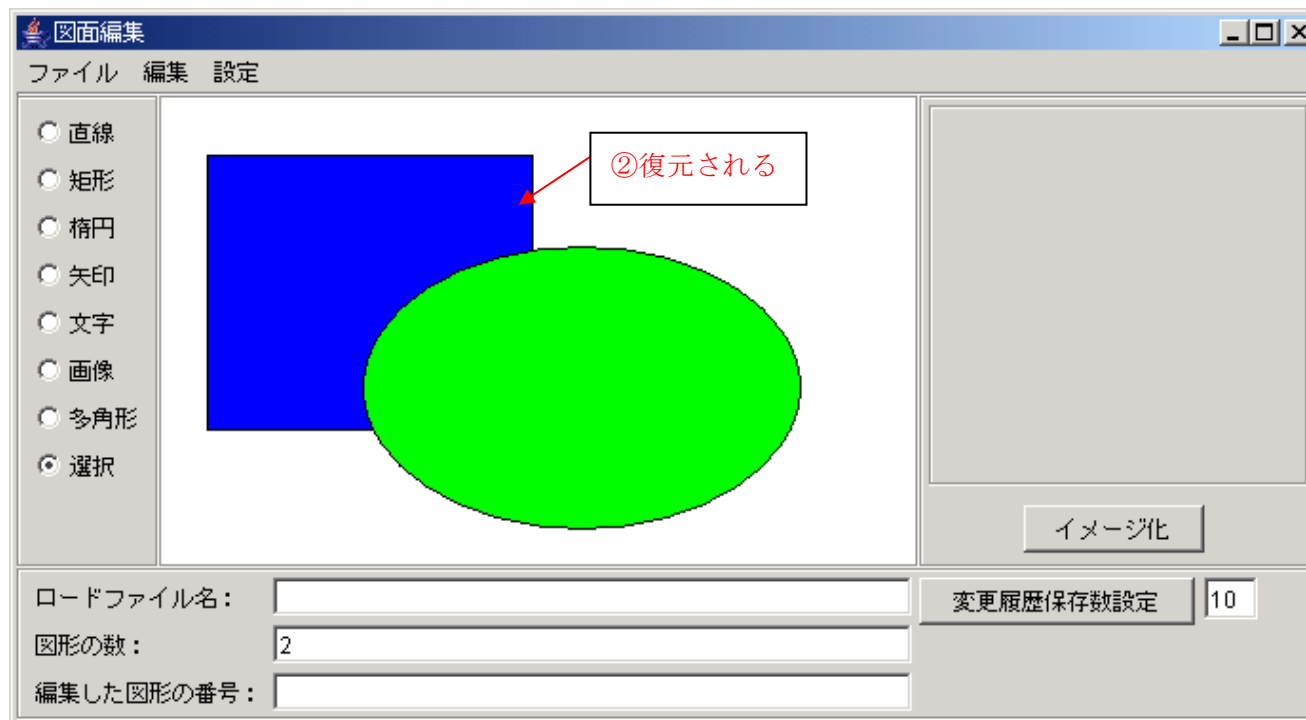 図面編集
ファイル 編集 設定
直線
矩形
楕円
矢印
文字
画像
多角形
選択
②復元される
イメージ化
ロードファイル名：
変更履歴保存数設定 10
図形の数： 2
編集した図形の番号：